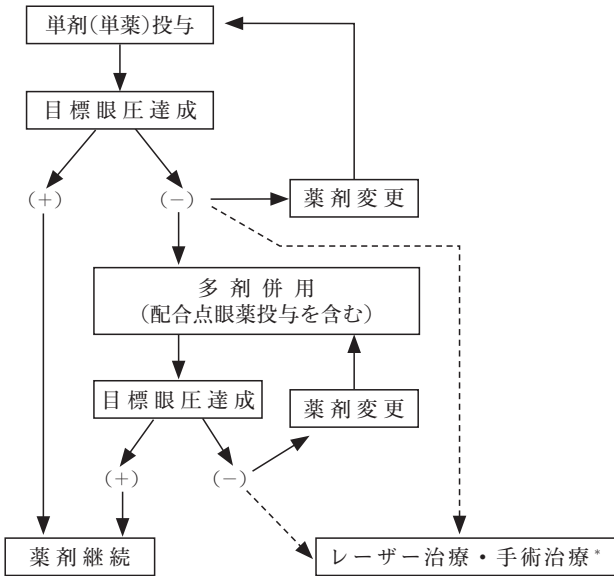 単剤(単薬)投与
目標眼圧達成
(+)
(−)
薬剤変更
多剤併用
(配合点眼薬投与を含む)
目標眼圧達成
薬剤変更
(+)
(−)
薬剤継続
レーザー治療・手術治療*